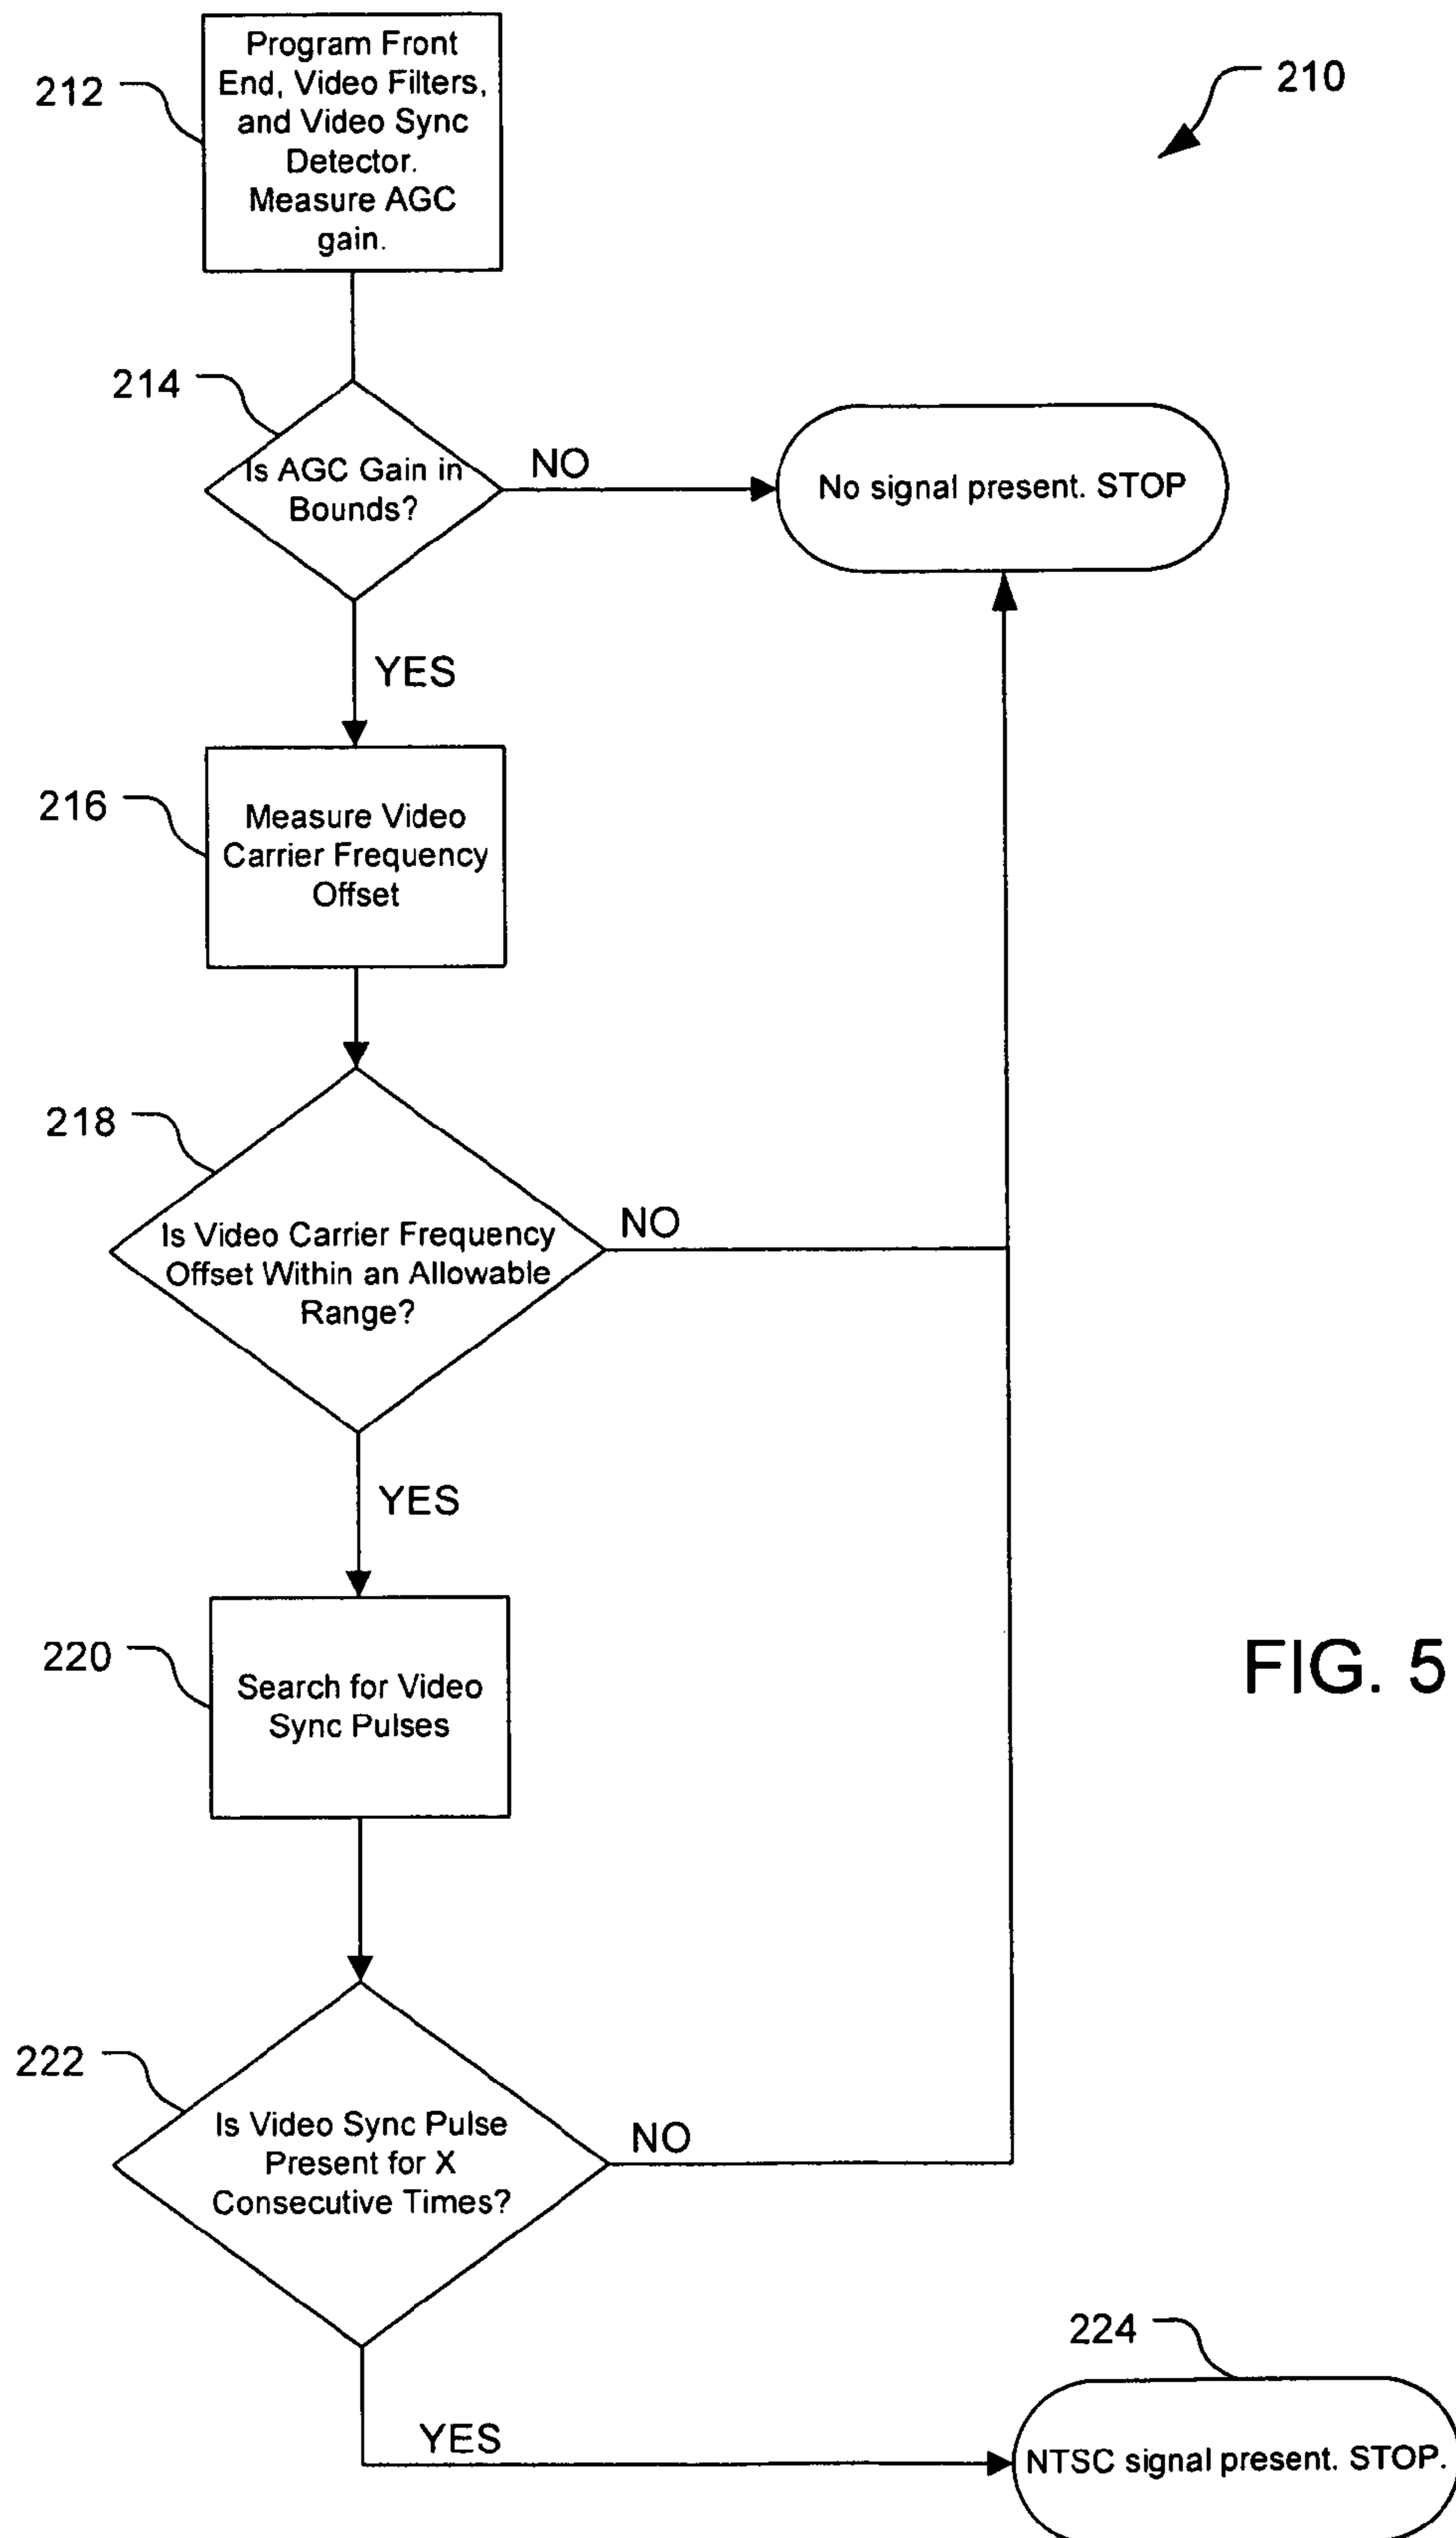 210
212
Program Front
End, Video Filters,
and Video Sync
Detector.
Measure AGC
gain.
214
Is AGC Gain in
Bounds?
NO
No signal present. STOP
YES
216
Measure Video
Carrier Frequency
Offset
218
Is Video Carrier Frequency
Offset Within an Allowable
Range?
NO
YES
220
Search for Video
Sync Pulses
FIG. 5
222
Is Video Sync Pulse
Present for X
Consecutive Times?
NO
YES
224
NTSC signal present. STOP.